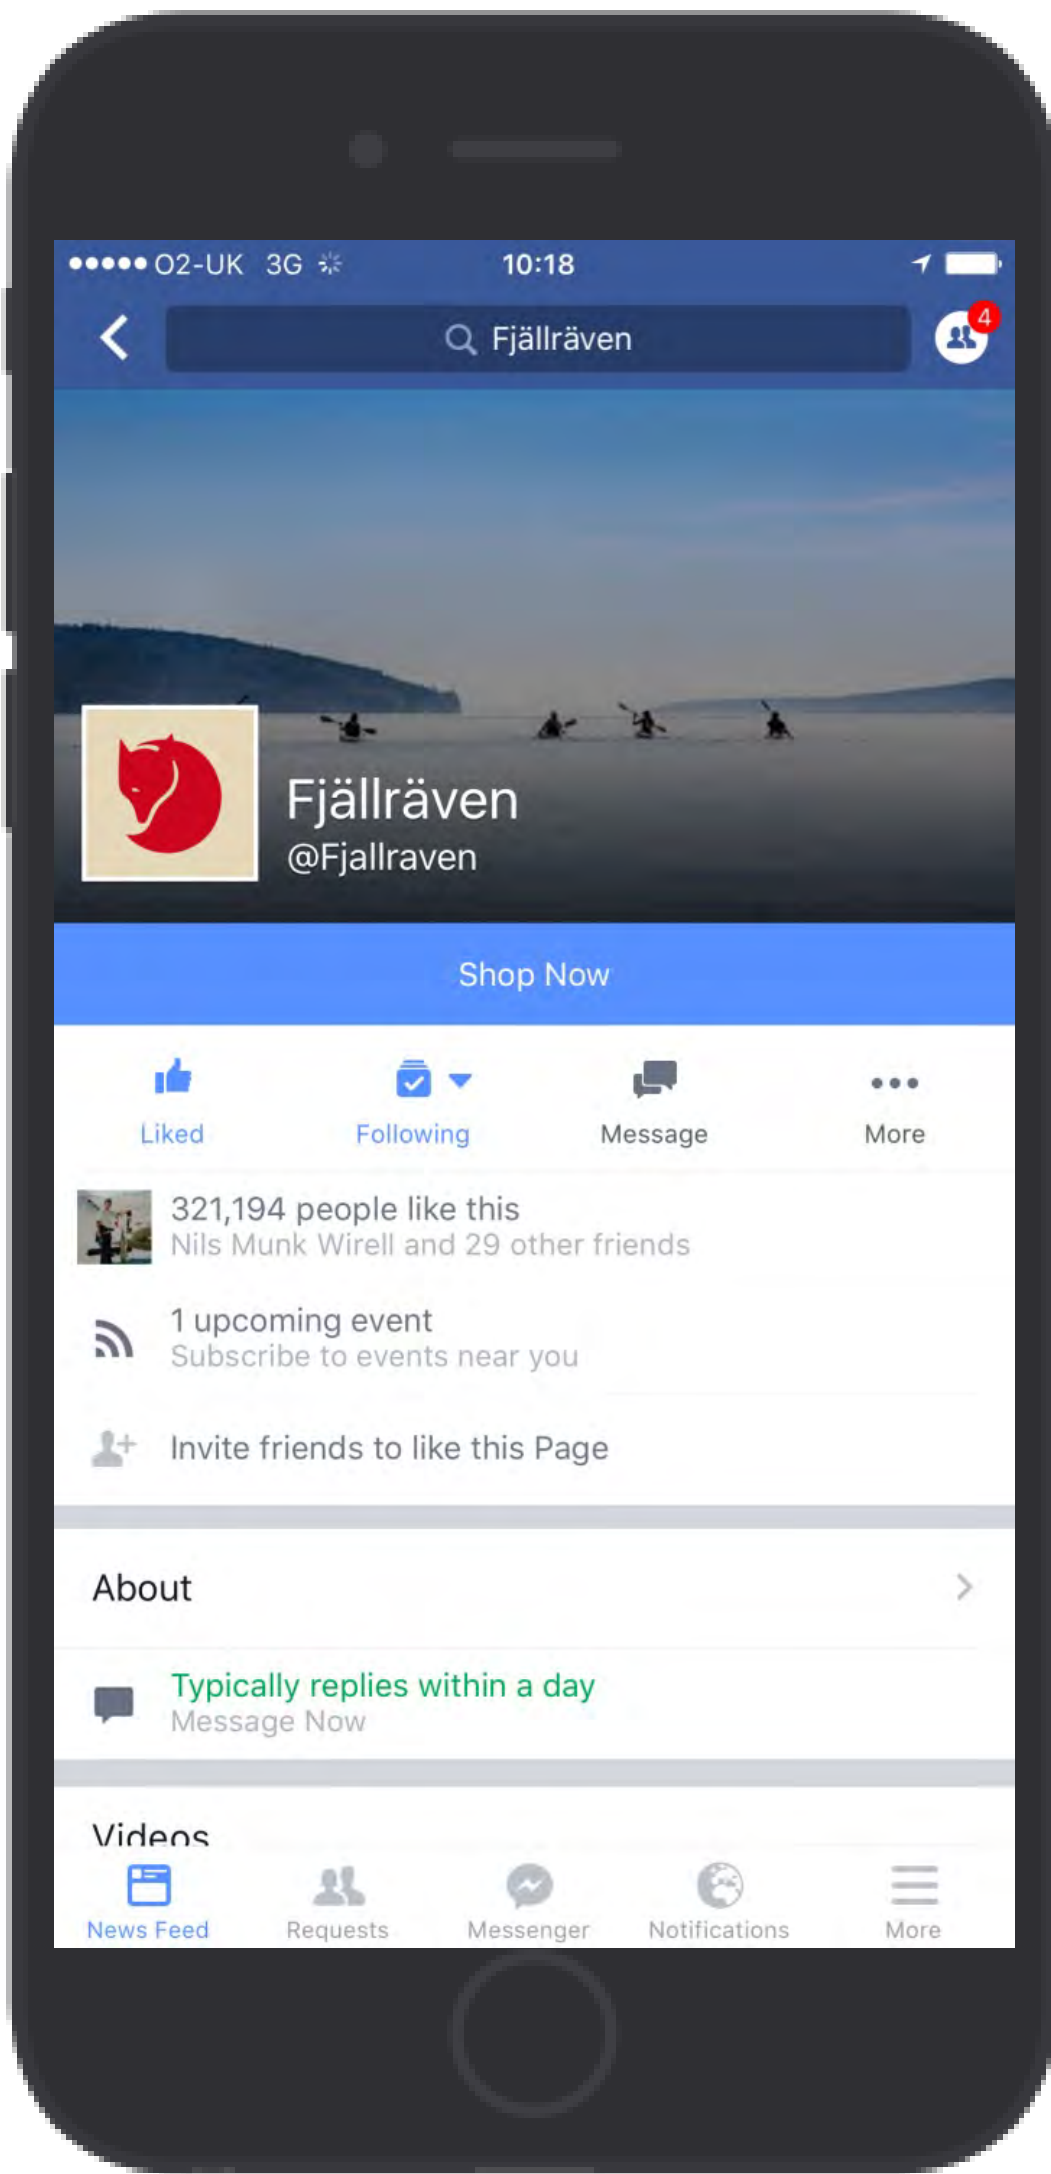 O2-UK 3G 10:18
Fjällräven 4
Fjällräven
@Fjallraven
Shop Now
Liked Following Message More
321,194 people like this
Nils Munk Wirell and 29 other friends
1 upcoming event
Subscribe to events near you
Invite friends to like this Page
About
Typically replies within a day
Message Now
Videos
News Feed Requests Messenger Notifications More